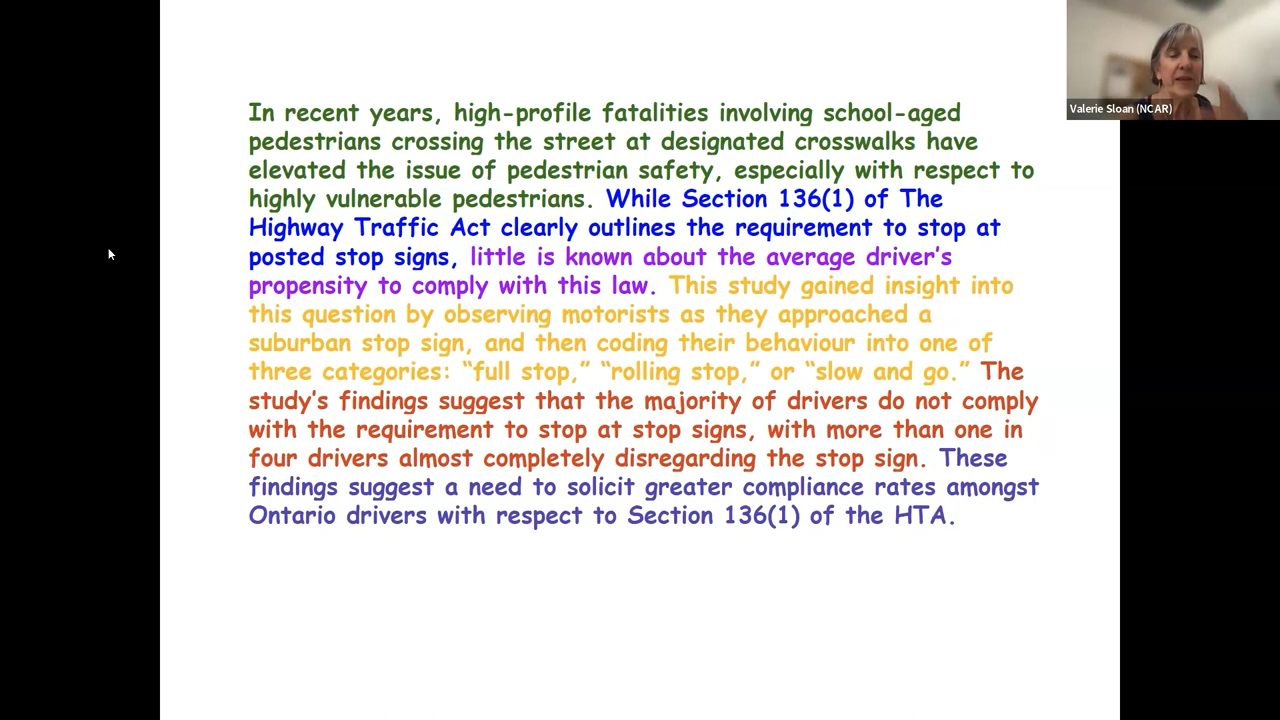 In recent years, high-profile fatalities involving school-aged
pedestrians crossing the street at designated crosswalks have
elevated the issue of pedestrian safety, especially with respect to
highly vulnerable pedestrians. While Section 136(1) of The
Highway Traffic Act clearly outlines the requirement to stop at
posted stop signs, little is known about the average driver’s
propensity to comply with this law. This study gained insight into
this question by observing motorists as they approached a
suburban stop sign, and then coding their behaviour into one of
three categories: “full stop,” “rolling stop,” or “slow and go.” The
study’s findings suggest that the majority of drivers do not comply
with the requirement to stop at stop signs, with more than one in
four drivers almost completely disregarding the stop sign. These
findings suggest a need to solicit greater compliance rates amongst
Ontario drivers with respect to Section 136(1) of the HTA.
Valerie Sloan (NCAR)